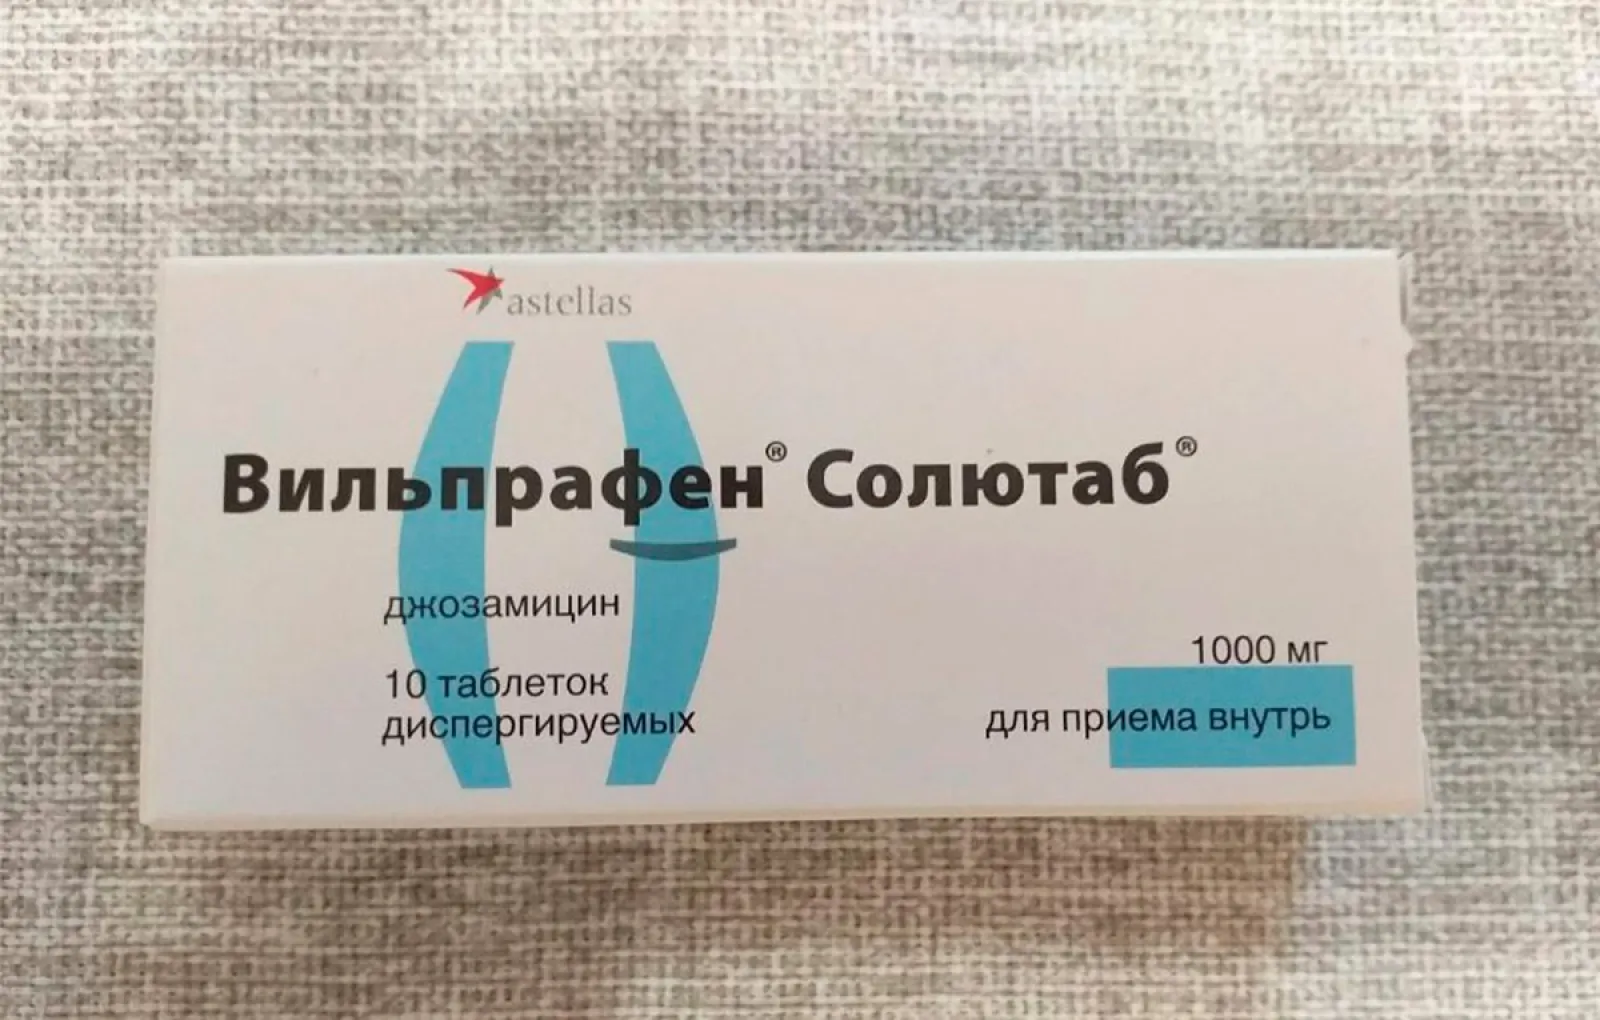 astellas
Вильпрафен® Солютаб®
джозамицин
10 таблеток
диспергируемых
1000 мг
для приема внутрь